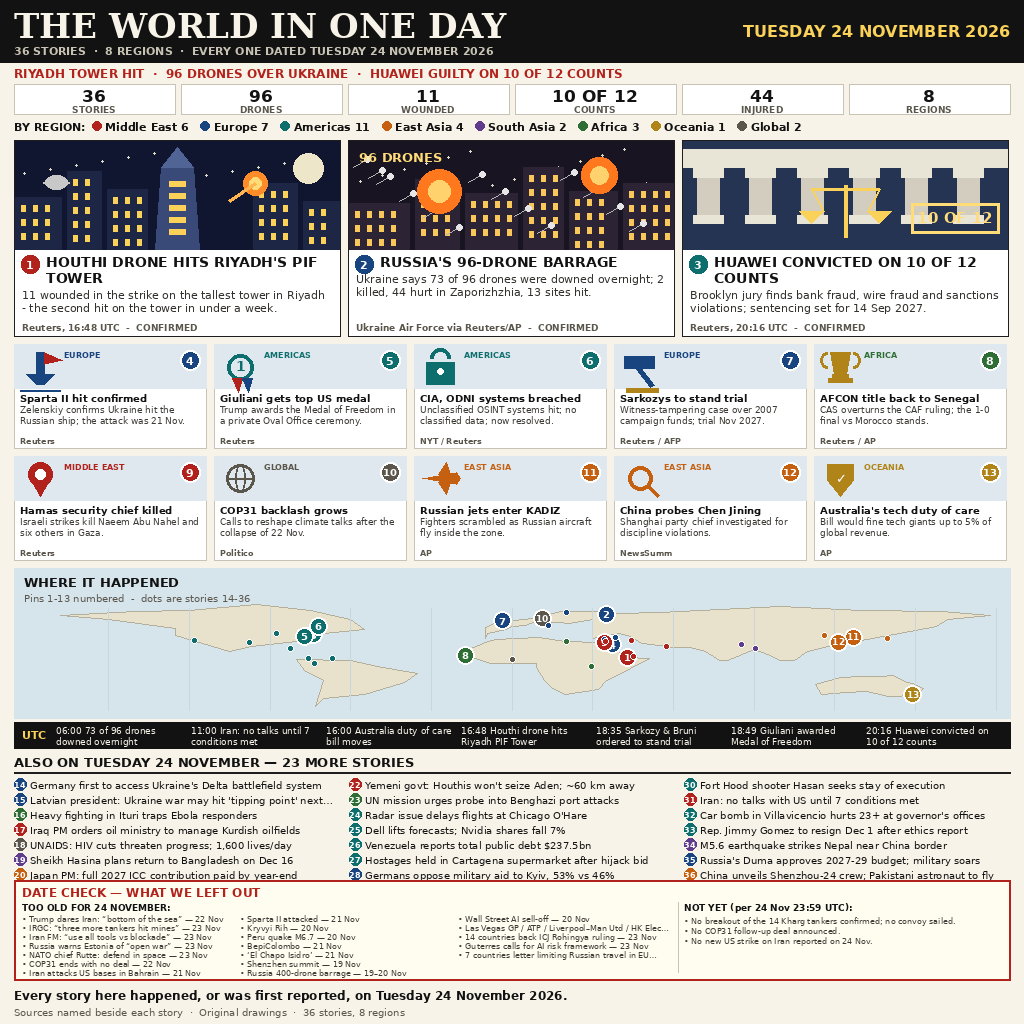 THE WORLD IN ONE DAY
36 STORIES · 8 REGIONS · EVERY ONE DATED TUESDAY 24 NOVEMBER 2026
TUESDAY 24 NOVEMBER 2026
RIYADH TOWER HIT · 96 DRONES OVER UKRAINE · HUAWEI GUILTY ON 10 OF 12 COUNTS
36
STORIES
96
DRONES
11
WOUNDED
10 OF 12
COUNTS
44
INJURED
8
REGIONS
BY REGION: Middle East 6 Europe 7 Americas 11 East Asia 4 South Asia 2 Africa 3 Oceania 1 Global 2
96 DRONES
10 OF 12
1 HOUTHI DRONE HITS RIYADH'S PIF
TOWER
11 wounded in the strike on the tallest tower in Riyadh
- the second hit on the tower in under a week.
Reuters, 16:48 UTC - CONFIRMED
2 RUSSIA'S 96-DRONE BARRAGE
Ukraine says 73 of 96 drones were downed overnight; 2
killed, 44 hurt in Zaporizhzhia, 13 sites hit.
Ukraine Air Force via Reuters/AP - CONFIRMED
3 HUAWEI CONVICTED ON 10 OF 12
COUNTS
Brooklyn jury finds bank fraud, wire fraud and sanctions
violations; sentencing set for 14 Sep 2027.
Reuters, 20:16 UTC - CONFIRMED
EUROPE 4
Sparta II hit confirmed
Zelenskiy confirms Ukraine hit the
Russian ship; the attack was 21 Nov.
Reuters
1 AMERICAS 5
Giuliani gets top US medal
Trump awards the Medal of Freedom in
a private Oval Office ceremony.
Reuters
AMERICAS 6
CIA, ODNI systems breached
Unclassified OSINT systems hit; no
classified data; now resolved.
NYT / Reuters
EUROPE 7
Sarkozys to stand trial
Witness-tampering case over 2007
campaign funds; trial Nov 2027.
Reuters / AFP
AFRICA 8
AFCON title back to Senegal
CAS overturns the CAF ruling; the 1-0
final vs Morocco stands.
Reuters / AP
MIDDLE EAST 9
Hamas security chief killed
Israeli strikes kill Naeem Abu Nahel and
six others in Gaza.
Reuters
GLOBAL 10
COP31 backlash grows
Calls to reshape climate talks after the
collapse of 22 Nov.
Politico
EAST ASIA 11
Russian jets enter KADIZ
Fighters scrambled as Russian aircraft
fly inside the zone.
AP
EAST ASIA 12
China probes Chen Jining
Shanghai party chief investigated for
discipline violations.
NewsSumm
OCEANIA 13
Australia's tech duty of care
Bill would fine tech giants up to 5% of
global revenue.
AP
WHERE IT HAPPENED
Pins 1-13 numbered - dots are stories 14-36
6
5
7
10
2
8
1
12
11
13
UTC
06:00 73 of 96 drones
downed overnight
11:00 Iran: no talks until 7
conditions met
16:00 Australia duty of care
bill moves
16:48 Houthi drone hits
Riyadh PIF Tower
18:35 Sarkozy & Bruni
ordered to stand trial
18:49 Giuliani awarded
Medal of Freedom
20:16 Huawei convicted on
10 of 12 counts
ALSO ON TUESDAY 24 NOVEMBER — 23 MORE STORIES
14 Germany first to access Ukraine's Delta battlefield system
15 Latvian president: Ukraine war may hit 'tipping point' next…
16 Heavy fighting in Ituri traps Ebola responders
17 Iraq PM orders oil ministry to manage Kurdish oilfields
18 UNAIDS: HIV cuts threaten progress; 1,600 lives/day
19 Sheikh Hasina plans return to Bangladesh on Dec 16
20 Japan PM: full 2027 ICC contribution paid by year-end
22 Yemeni govt: Houthis won't seize Aden; ~60 km away
23 UN mission urges probe into Benghazi port attacks
24 Radar issue delays flights at Chicago O'Hare
25 Dell lifts forecasts; Nvidia shares fall 7%
26 Venezuela reports total public debt $237.5bn
27 Hostages held in Cartagena supermarket after hijack bid
28 Germans oppose military aid to Kyiv, 53% vs 46%
30 Fort Hood shooter Hasan seeks stay of execution
31 Iran: no talks with US until 7 conditions met
32 Car bomb in Villavicencio hurts 23+ at governor's offices
33 Rep. Jimmy Gomez to resign Dec 1 after ethics report
34 M5.6 earthquake strikes Nepal near China border
35 Russia's Duma approves 2027-29 budget; military soars
36 China unveils Shenzhou-24 crew; Pakistani astronaut to fly
DATE CHECK — WHAT WE LEFT OUT
TOO OLD FOR 24 NOVEMBER:
• Trump dares Iran: "bottom of the sea" — 22 Nov
• IRGC: "three more tankers hit mines" — 23 Nov
• Iran FM: "use all tools vs blockade" — 23 Nov
• Russia warns Estonia of "open war" — 23 Nov
• NATO chief Rutte: defend in space — 23 Nov
• COP31 ends with no deal — 22 Nov
• Iran attacks US bases in Bahrain — 21 Nov
• Sparta II attacked — 21 Nov
• Kryvyi Rih — 20 Nov
• Peru quake M6.7 — 20 Nov
• BepiColombo — 21 Nov
• 'El Chapo Isidro' — 21 Nov
• Shenzhen summit — 19 Nov
• Russia 400-drone barrage — 19–20 Nov
• Wall Street AI sell-off — 20 Nov
• Las Vegas GP / ATP / Liverpool-Man Utd / HK Elec…
• 14 countries back ICJ Rohingya ruling — 23 Nov
• Guterres calls for AI risk framework — 23 Nov
• 7 countries letter limiting Russian travel in EU…
NOT YET (per 24 Nov 23:59 UTC):
• No breakout of the 14 Kharg tankers confirmed; no convoy sailed.
• No COP31 follow-up deal announced.
• No new US strike on Iran reported on 24 Nov.
Every story here happened, or was first reported, on Tuesday 24 November 2026.
Sources named beside each story · Original drawings · 36 stories, 8 regions